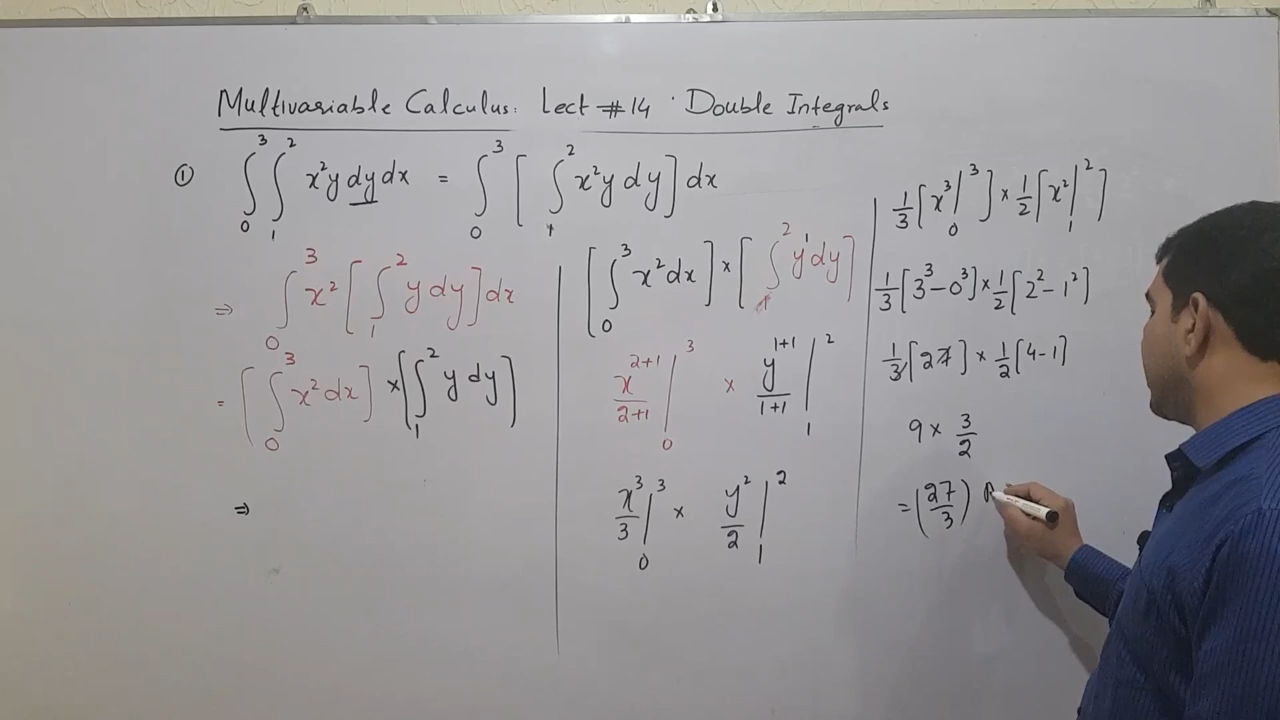 Multivariable Calculus: Lect #14 . Double Integrals
① ∫₀³ ∫₁² x²y dy dx = ∫₀³ [ ∫₁² x²y dy ] dx
⇒ ∫₀³ x² [ ∫₁² y dy ] dx
= [ ∫₀³ x² dx ] × ( ∫₁² y dy )
⇒
[ ∫₀³ x² dx ] × [ ∫₁² y¹ dy ]
x²⁺¹/2+1 |₀³ × y¹⁺¹/1+1 |₁²
x³/3 |₀³ × y²/2 |₁²
1/3 [ x³ |₀³ ] × 1/2 [ x² |₁² ]
1/3 [ 3³ - 0³ ] × 1/2 [ 2² - 1² ]
1/3 [27] × 1/2 [4-1]
9 × 3/2
= (27/3)